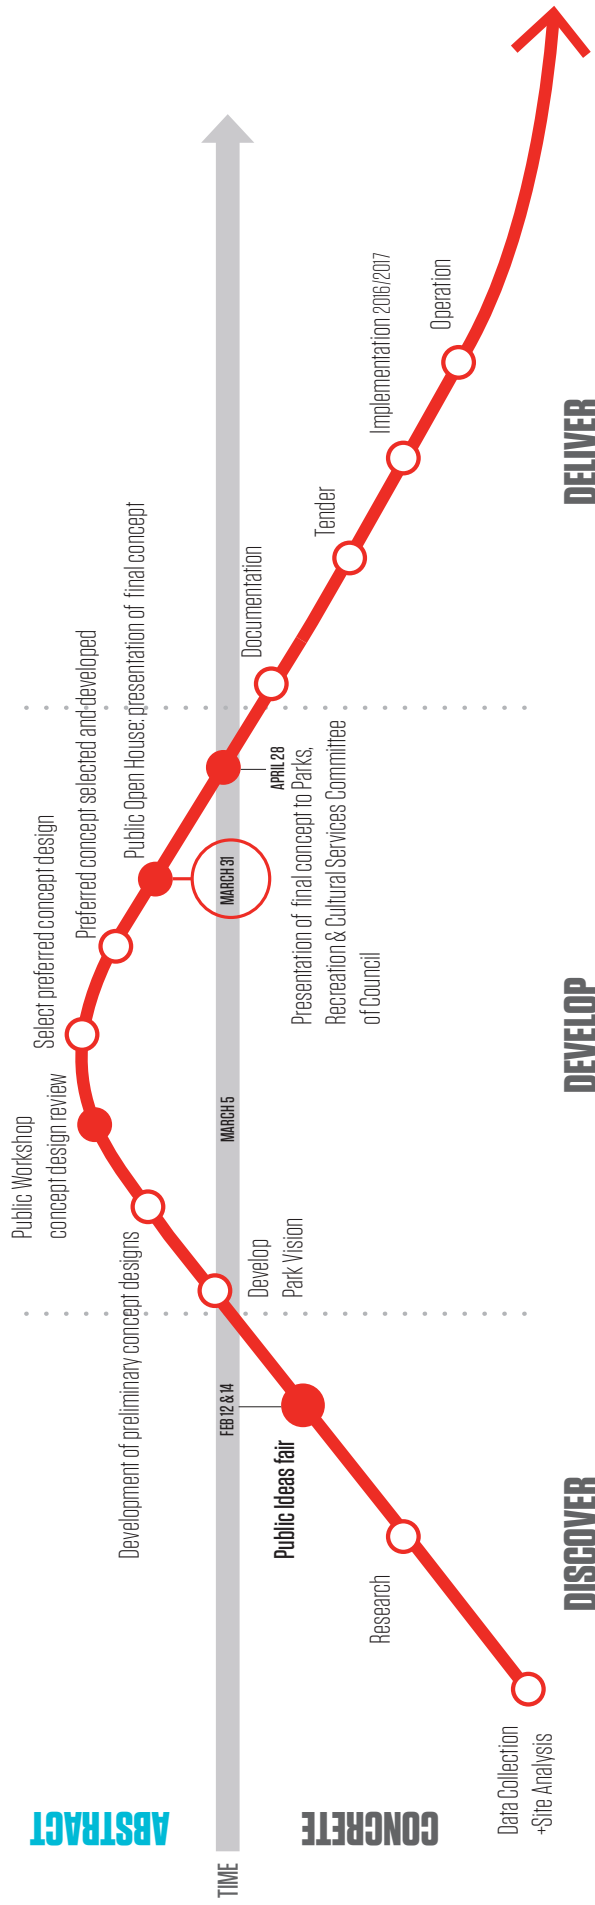 ABSTRACT
TIME
CONCRETE
Data Collection
+Site Analysis
Research
Public Ideas fair
FEB 12 & 14
Develop
Park Vision
Development of preliminary concept designs
Public Workshop
concept design review
MARCH 5
Select preferred concept design
Preferred concept selected and developed
Public Open House: presentation of final concept
MARCH 31
APRIL 28
Presentation of final concept to Parks,
Recreation & Cultural Services Committee
of Council
Documentation
Tender
Implementation 2016/2017
Operation
DISCOVER
DEVELOP
DELIVER